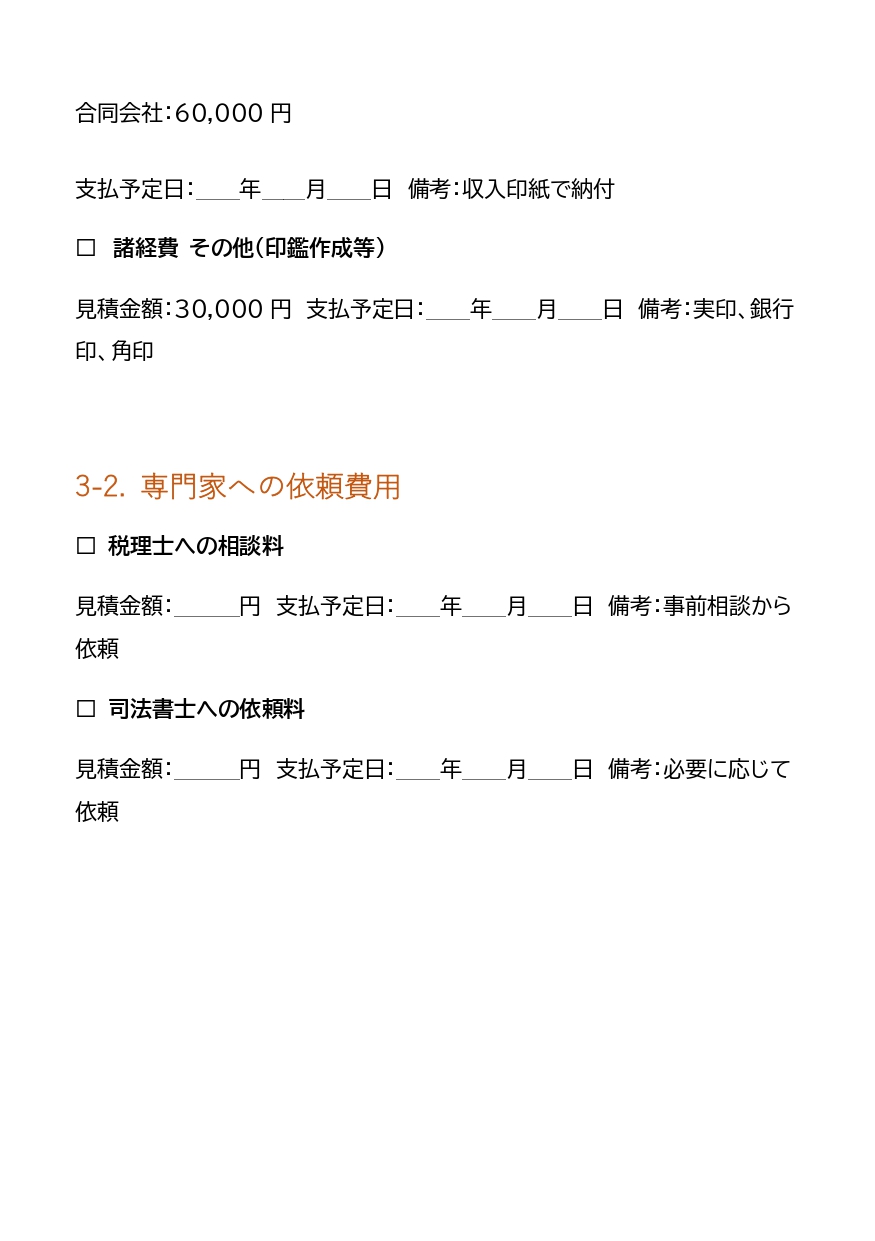 合同会社：60,000 円
支払予定日：____年____月____日　備考：収入印紙で納付
□ 諸経費 その他（印鑑作成等）
見積金額：30,000 円　支払予定日：____年____月____日　備考：実印、銀行
印、角印
3-2. 専門家への依頼費用
□ 税理士への相談料
見積金額：______円　支払予定日：____年____月____日　備考：事前相談から
依頼
□ 司法書士への依頼料
見積金額：______円　支払予定日：____年____月____日　備考：必要に応じて
依頼